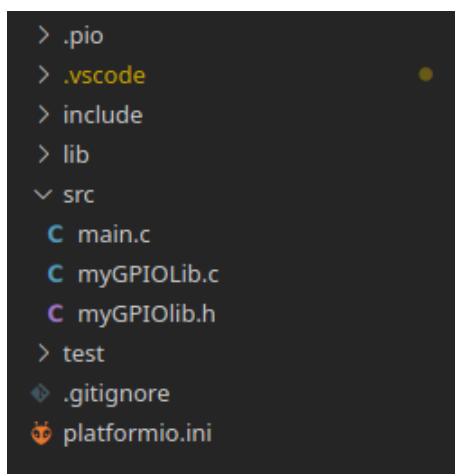 .pio
.vscode
include
lib
src
C main.c
C myGPIOLib.c
C myGPIOlib.h
test
.gitignore
platformio.ini